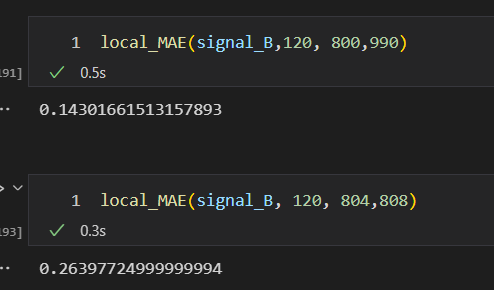 1 local_MAE(signal_B,120, 800,990)
191]
0.5s
0.14301661513157893
1 local_MAE(signal_B, 120, 804,808)
193]
0.3s
0.26397724999999994